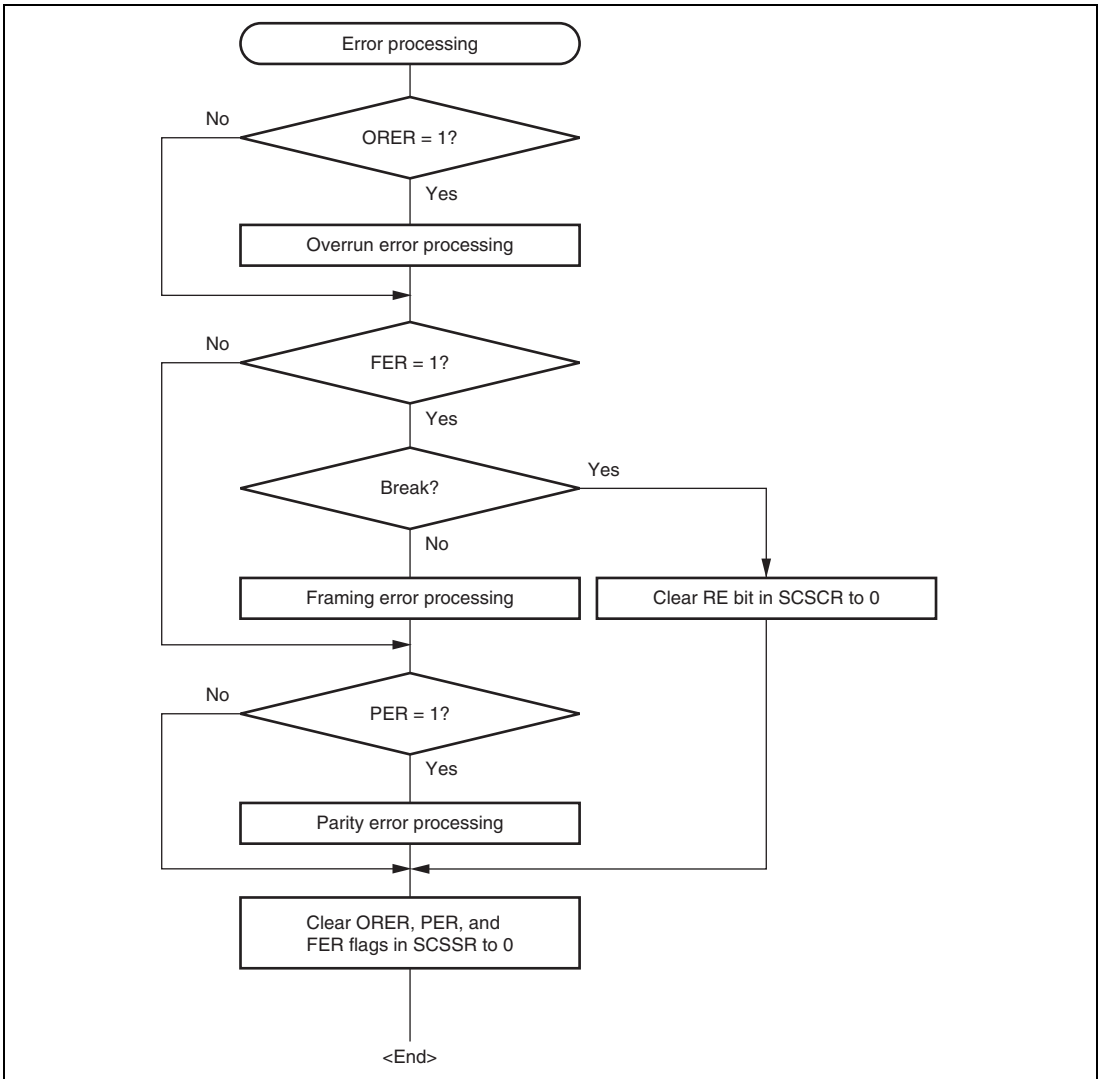 Error processing
No
ORER = 1?
Yes
Overrun error processing
No
FER = 1?
Yes
Break?
Yes
No
Framing error processing
Clear RE bit in SCSCR to 0
No
PER = 1?
Yes
Parity error processing
Clear ORER, PER, and
FER flags in SCSSR to 0
<End>